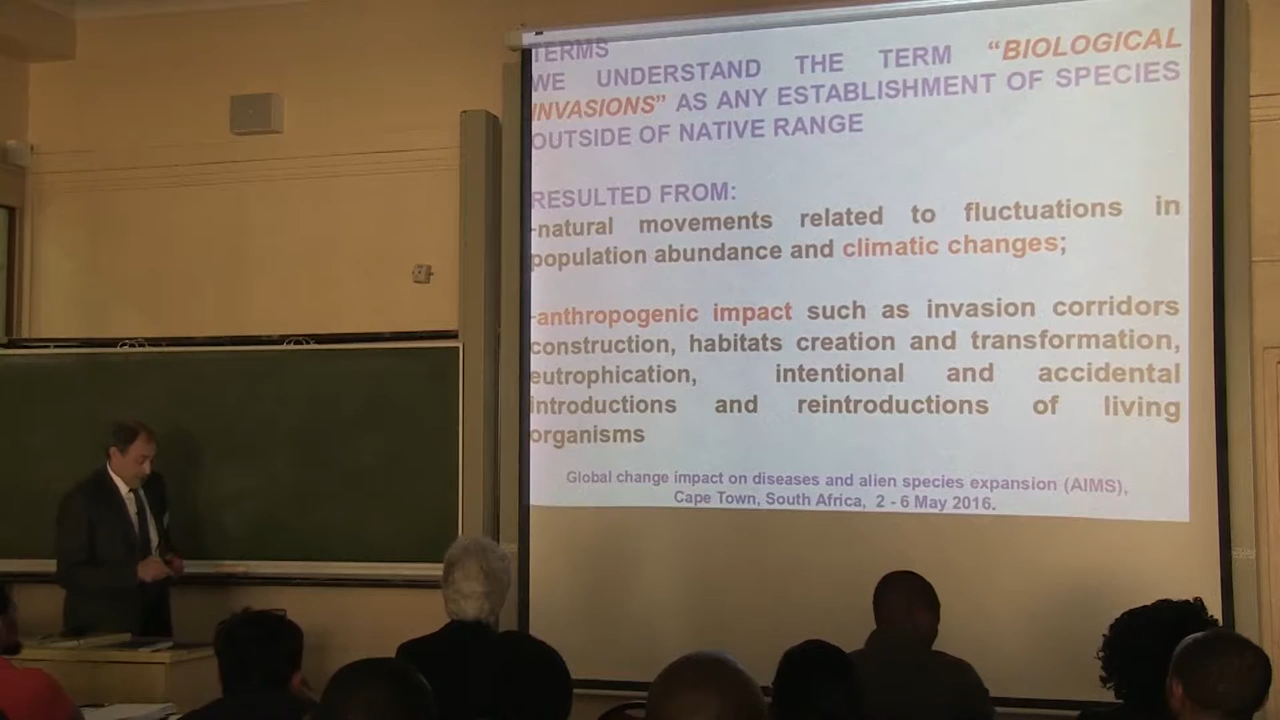 TERMS
WE UNDERSTAND THE TERM “BIOLOGICAL
INVASIONS” AS ANY ESTABLISHMENT OF SPECIES
OUTSIDE OF NATIVE RANGE
RESULTED FROM:
-natural movements related to fluctuations in
population abundance and climatic changes;
-anthropogenic impact such as invasion corridors
construction, habitats creation and transformation,
eutrophication, intentional and accidental
introductions and reintroductions of living
organisms
Global change impact on diseases and alien species expansion (AIMS),
Cape Town, South Africa, 2 - 6 May 2016.